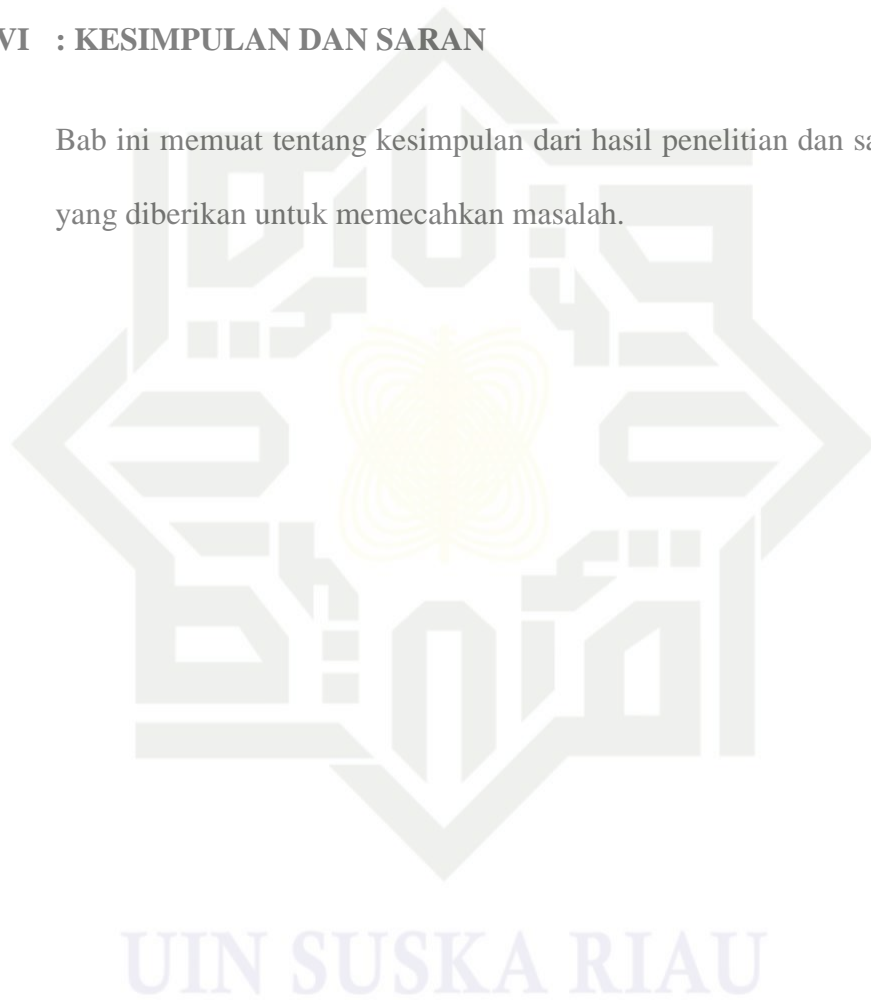 VI : KESIMPULAN DAN SARAN
Bab ini memuat tentang kesimpulan dari hasil penelitian dan
yang diberikan untuk memecahkan masalah.
UIN SUSKA RIAU